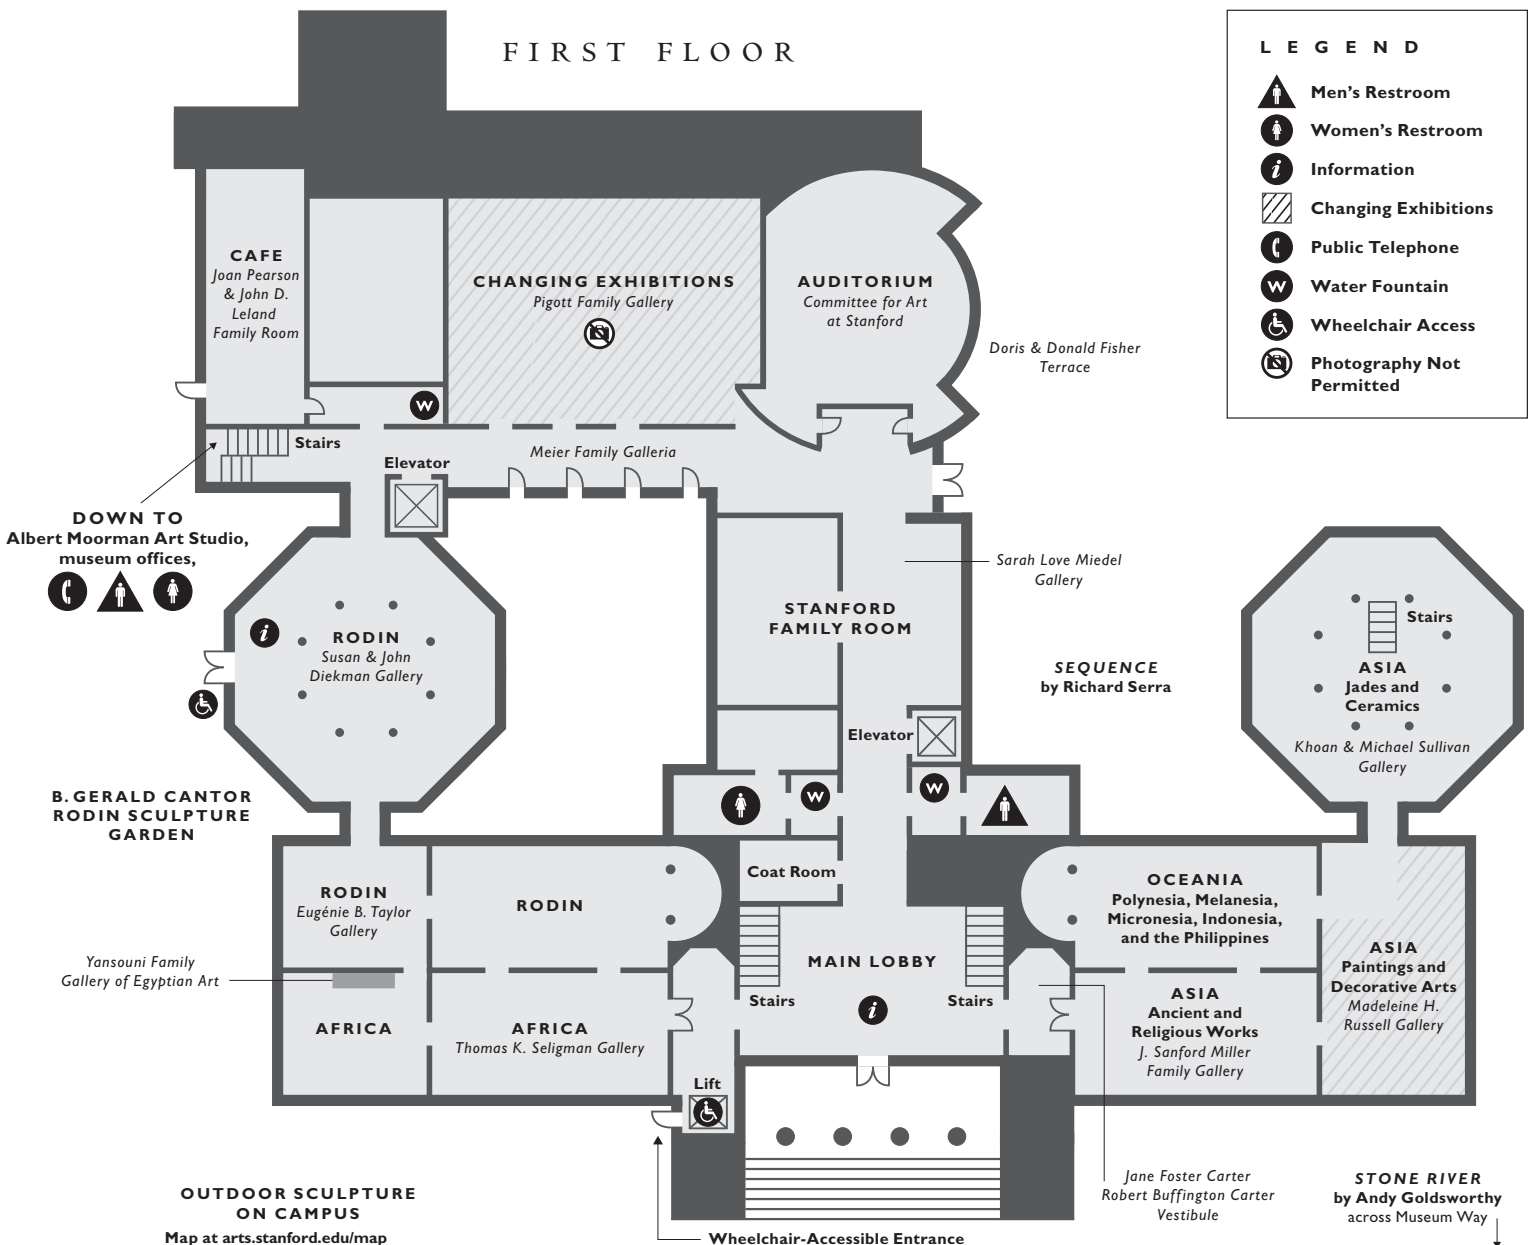 FIRST FLOOR
LEGEND
Men's Restroom
Women's Restroom
i Information
Changing Exhibitions
Public Telephone
W Water Fountain
Wheelchair Access
Photography Not
Permitted
CAFE
Joan Pearson
& John D.
Leland
Family Room
CHANGING EXHIBITIONS
Pigott Family Gallery
AUDITORIUM
Committee for Art
at Stanford
Doris & Donald Fisher
Terrace
W
Stairs
Elevator
Meier Family Galleria
DOWN TO
Albert Moorman Art Studio,
museum offices,
Sarah Love Miedel
Gallery
STANFORD
FAMILY ROOM
i
RODIN
Susan & John
Diekman Gallery
SEQUENCE
by Richard Serra
Stairs
ASIA
Jades and
Ceramics
Khoan & Michael Sullivan
Gallery
Elevator
W
W
B. GERALD CANTOR
RODIN SCULPTURE
GARDEN
Coat Room
RODIN
Eugénie B. Taylor
Gallery
RODIN
OCEANIA
Polynesia, Melanesia,
Micronesia, Indonesia,
and the Philippines
Yansouni Family
Gallery of Egyptian Art
MAIN LOBBY
Stairs
Stairs
i
ASIA
Paintings and
Decorative Arts
Madeleine H.
Russell Gallery
AFRICA
AFRICA
Thomas K. Seligman Gallery
ASIA
Ancient and
Religious Works
J. Sanford Miller
Family Gallery
Lift
OUTDOOR SCULPTURE
ON CAMPUS
Map at arts.stanford.edu/map
Wheelchair-Accessible Entrance
Jane Foster Carter
Robert Buffington Carter
Vestibule
STONE RIVER
by Andy Goldsworthy
across Museum Way